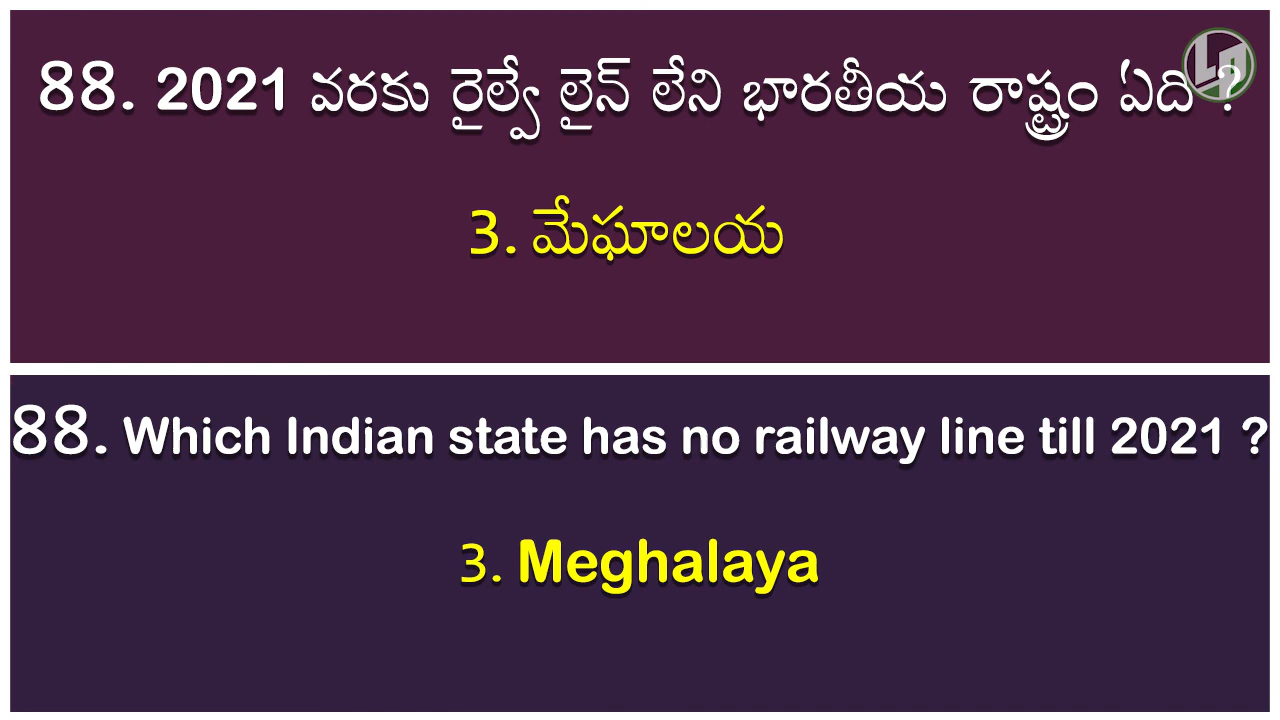 88. 2021 వరకు రైల్వే లైన్ లేని భారతీయ రాష్ట్రం ఏది ?
3. మేఘాలయ
88. Which Indian state has no railway line till 2021 ?
3. Meghalaya